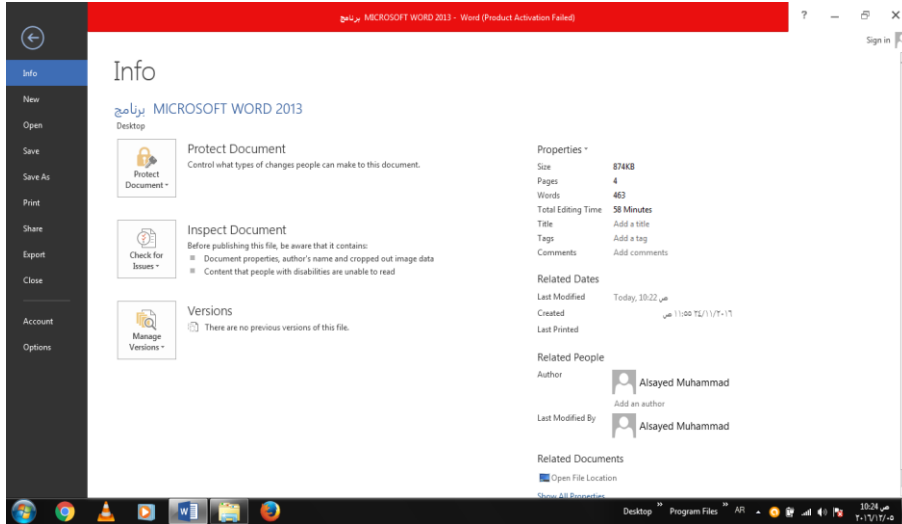 برنامج MICROSOFT WORD 2013 - Word (Product Activation Failed)
?
Sign in
Info
New
Open
Save
Save As
Print
Share
Export
Close
Account
Options
Info
برنامج MICROSOFT WORD 2013
Desktop
Protect Document
Protect Document
Control what types of changes people can make to this document.
Check for Issues
Inspect Document
Before publishing this file, be aware that it contains:
Document properties, author's name and cropped out image data
Content that people with disabilities are unable to read
Manage Versions
Versions
There are no previous versions of this file.
Properties
Size 874KB
Pages 4
Words 463
Total Editing Time 58 Minutes
Title Add a title
Tags Add a tag
Comments Add comments
Related Dates
Last Modified Today, 10:22 ص
Created ٢٤/١١/٢٠١٦ ١١:٥٥ ص
Last Printed
Related People
Author Alsayed Muhammad
Add an author
Last Modified By Alsayed Muhammad
Related Documents
Open File Location
Show All Properties
Desktop » Program Files » AR 10:24 ص
٢٠١٦/١٢/٠٥